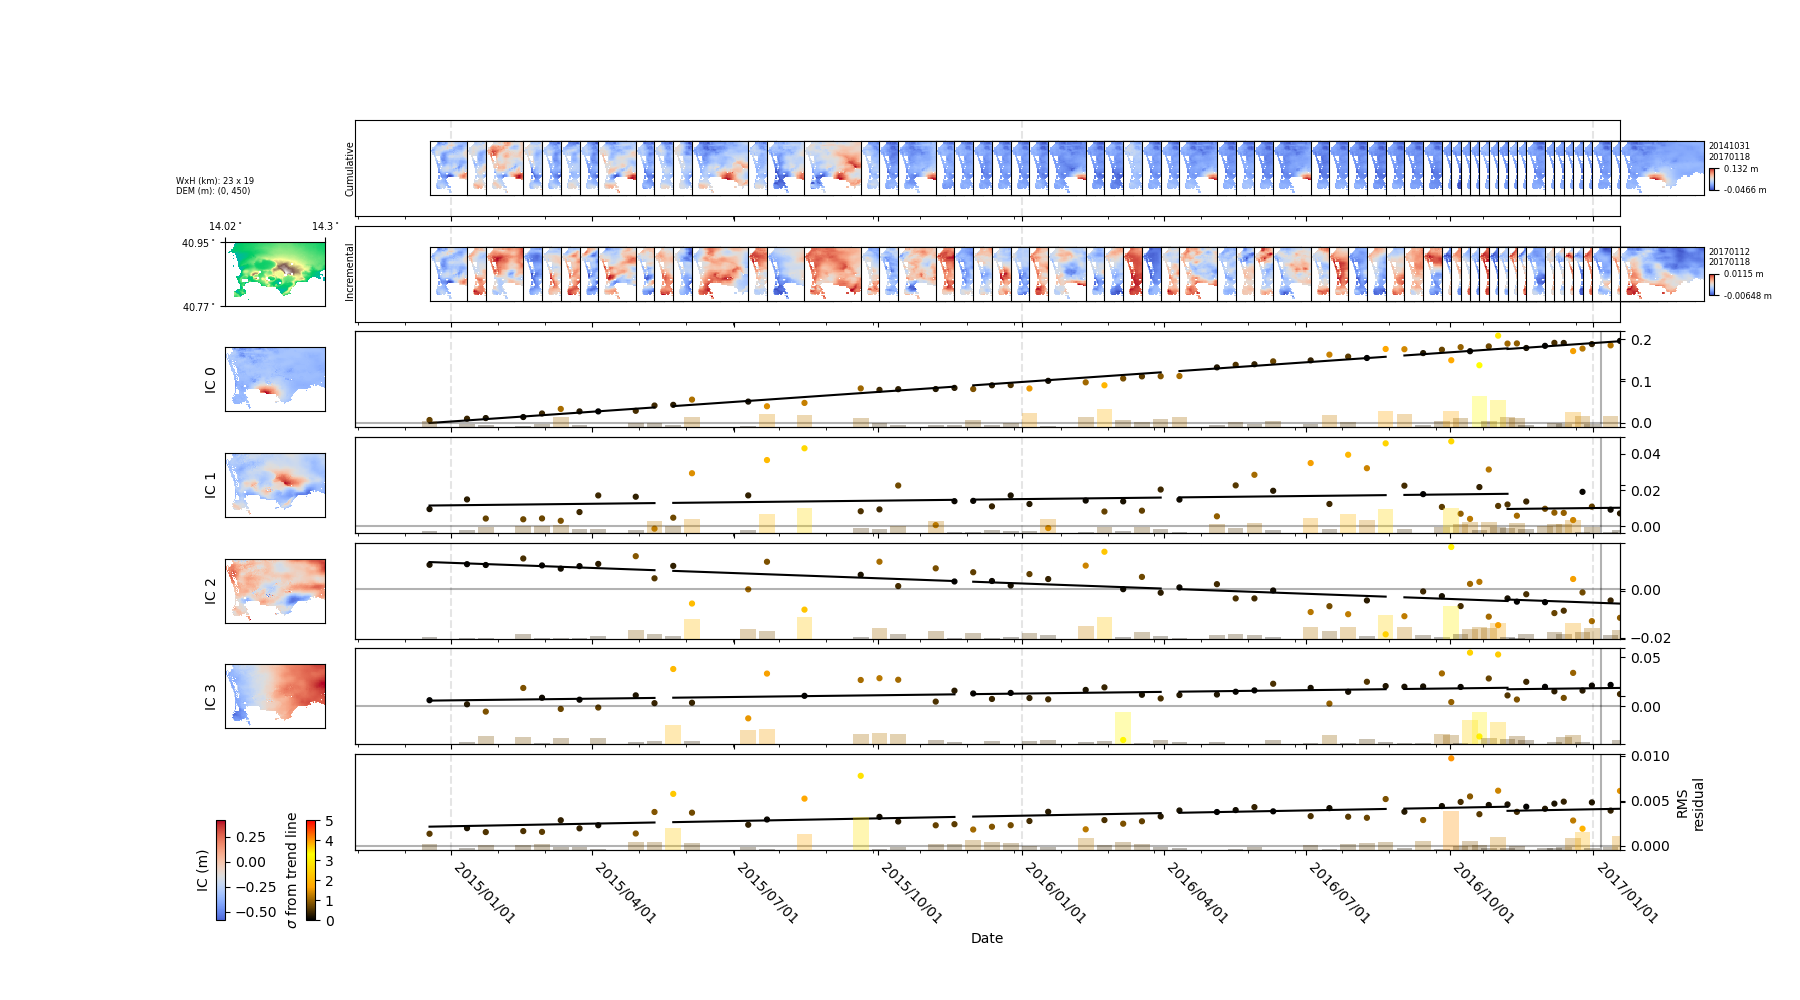 Cumulative
20141031
20170118
0.132 m
-0.0466 m
WxH (km): 23 x 19
DEM (m): (0, 450)
14.02° 14.3°
40.95°
40.77°
Incremental
20170112
20170118
0.0115 m
-0.00648 m
IC 0
0.2
0.1
0.0
IC 1
0.04
0.02
0.00
IC 2
0.00
−0.02
IC 3
0.05
0.00
0.010
0.005
0.000
RMS
residual
IC (m)
0.25
0.00
−0.25
−0.50
σ from trend line
5
4
3
2
1
0
2015/01/01
2015/04/01
2015/07/01
2015/10/01
2016/01/01
2016/04/01
2016/07/01
2016/10/01
2017/01/01
Date